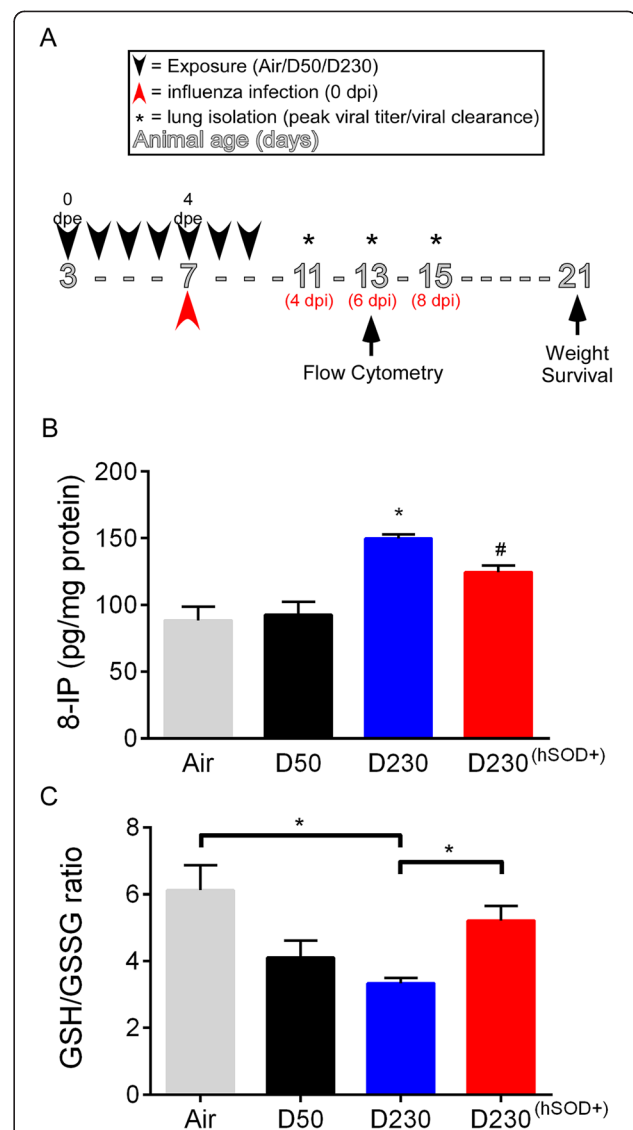 A
= Exposure (Air/D50/D230)
= influenza infection (0 dpi)
* = lung isolation (peak viral titer/viral clearance)
Animal age (days)
0 4
dpe dpe
* * *
3 - - - 7 - - - 11 - 13 - 15 - - - - - 21
(4 dpi) (6 dpi) (8 dpi)
Flow Cytometry
Weight
Survival
B
8-IP (pg/mg protein)
200
150
100
50
0
*
#
Air D50 D230 D230(hSOD+)
C
GSH/GSSG ratio
8
6
4
2
0
*
*
Air D50 D230 D230(hSOD+)